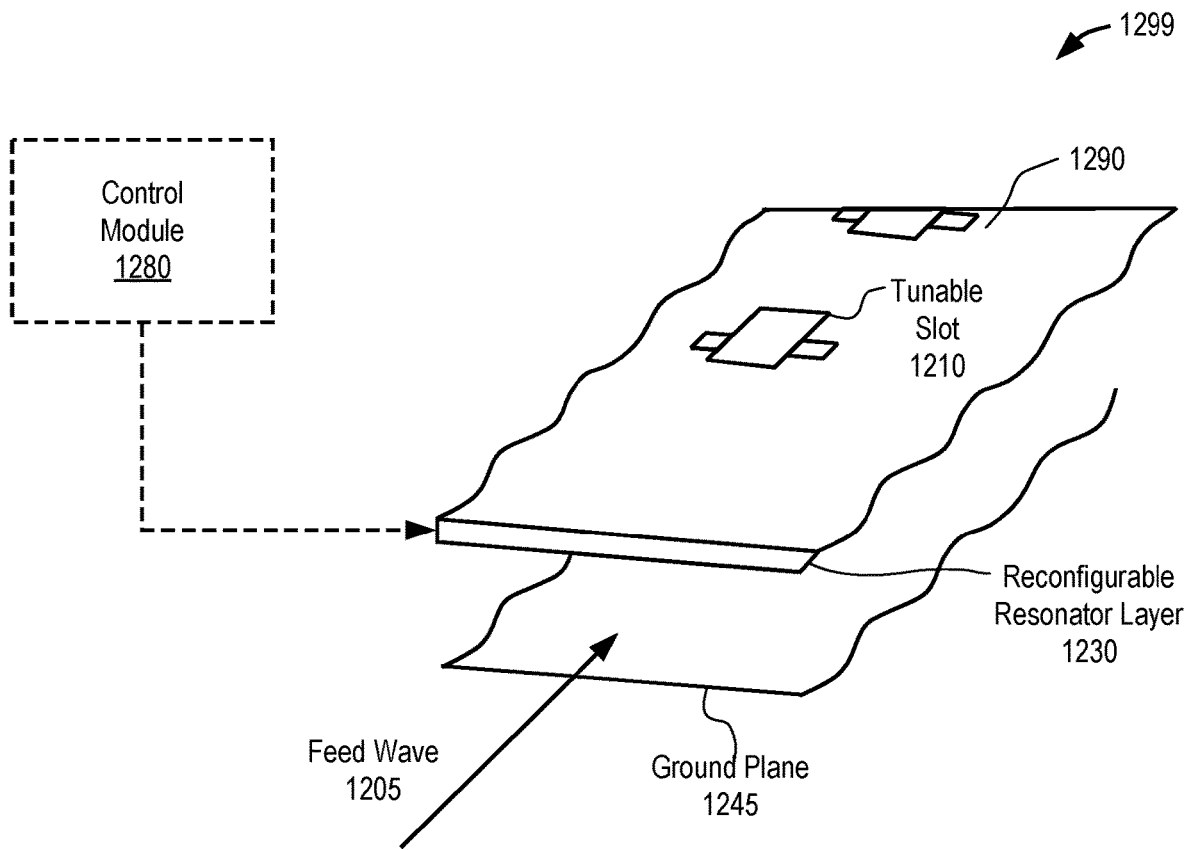 1299
Control
Module
1280
1290
Tunable
Slot
1210
Reconfigurable
Resonator Layer
1230
Feed Wave
1205
Ground Plane
1245